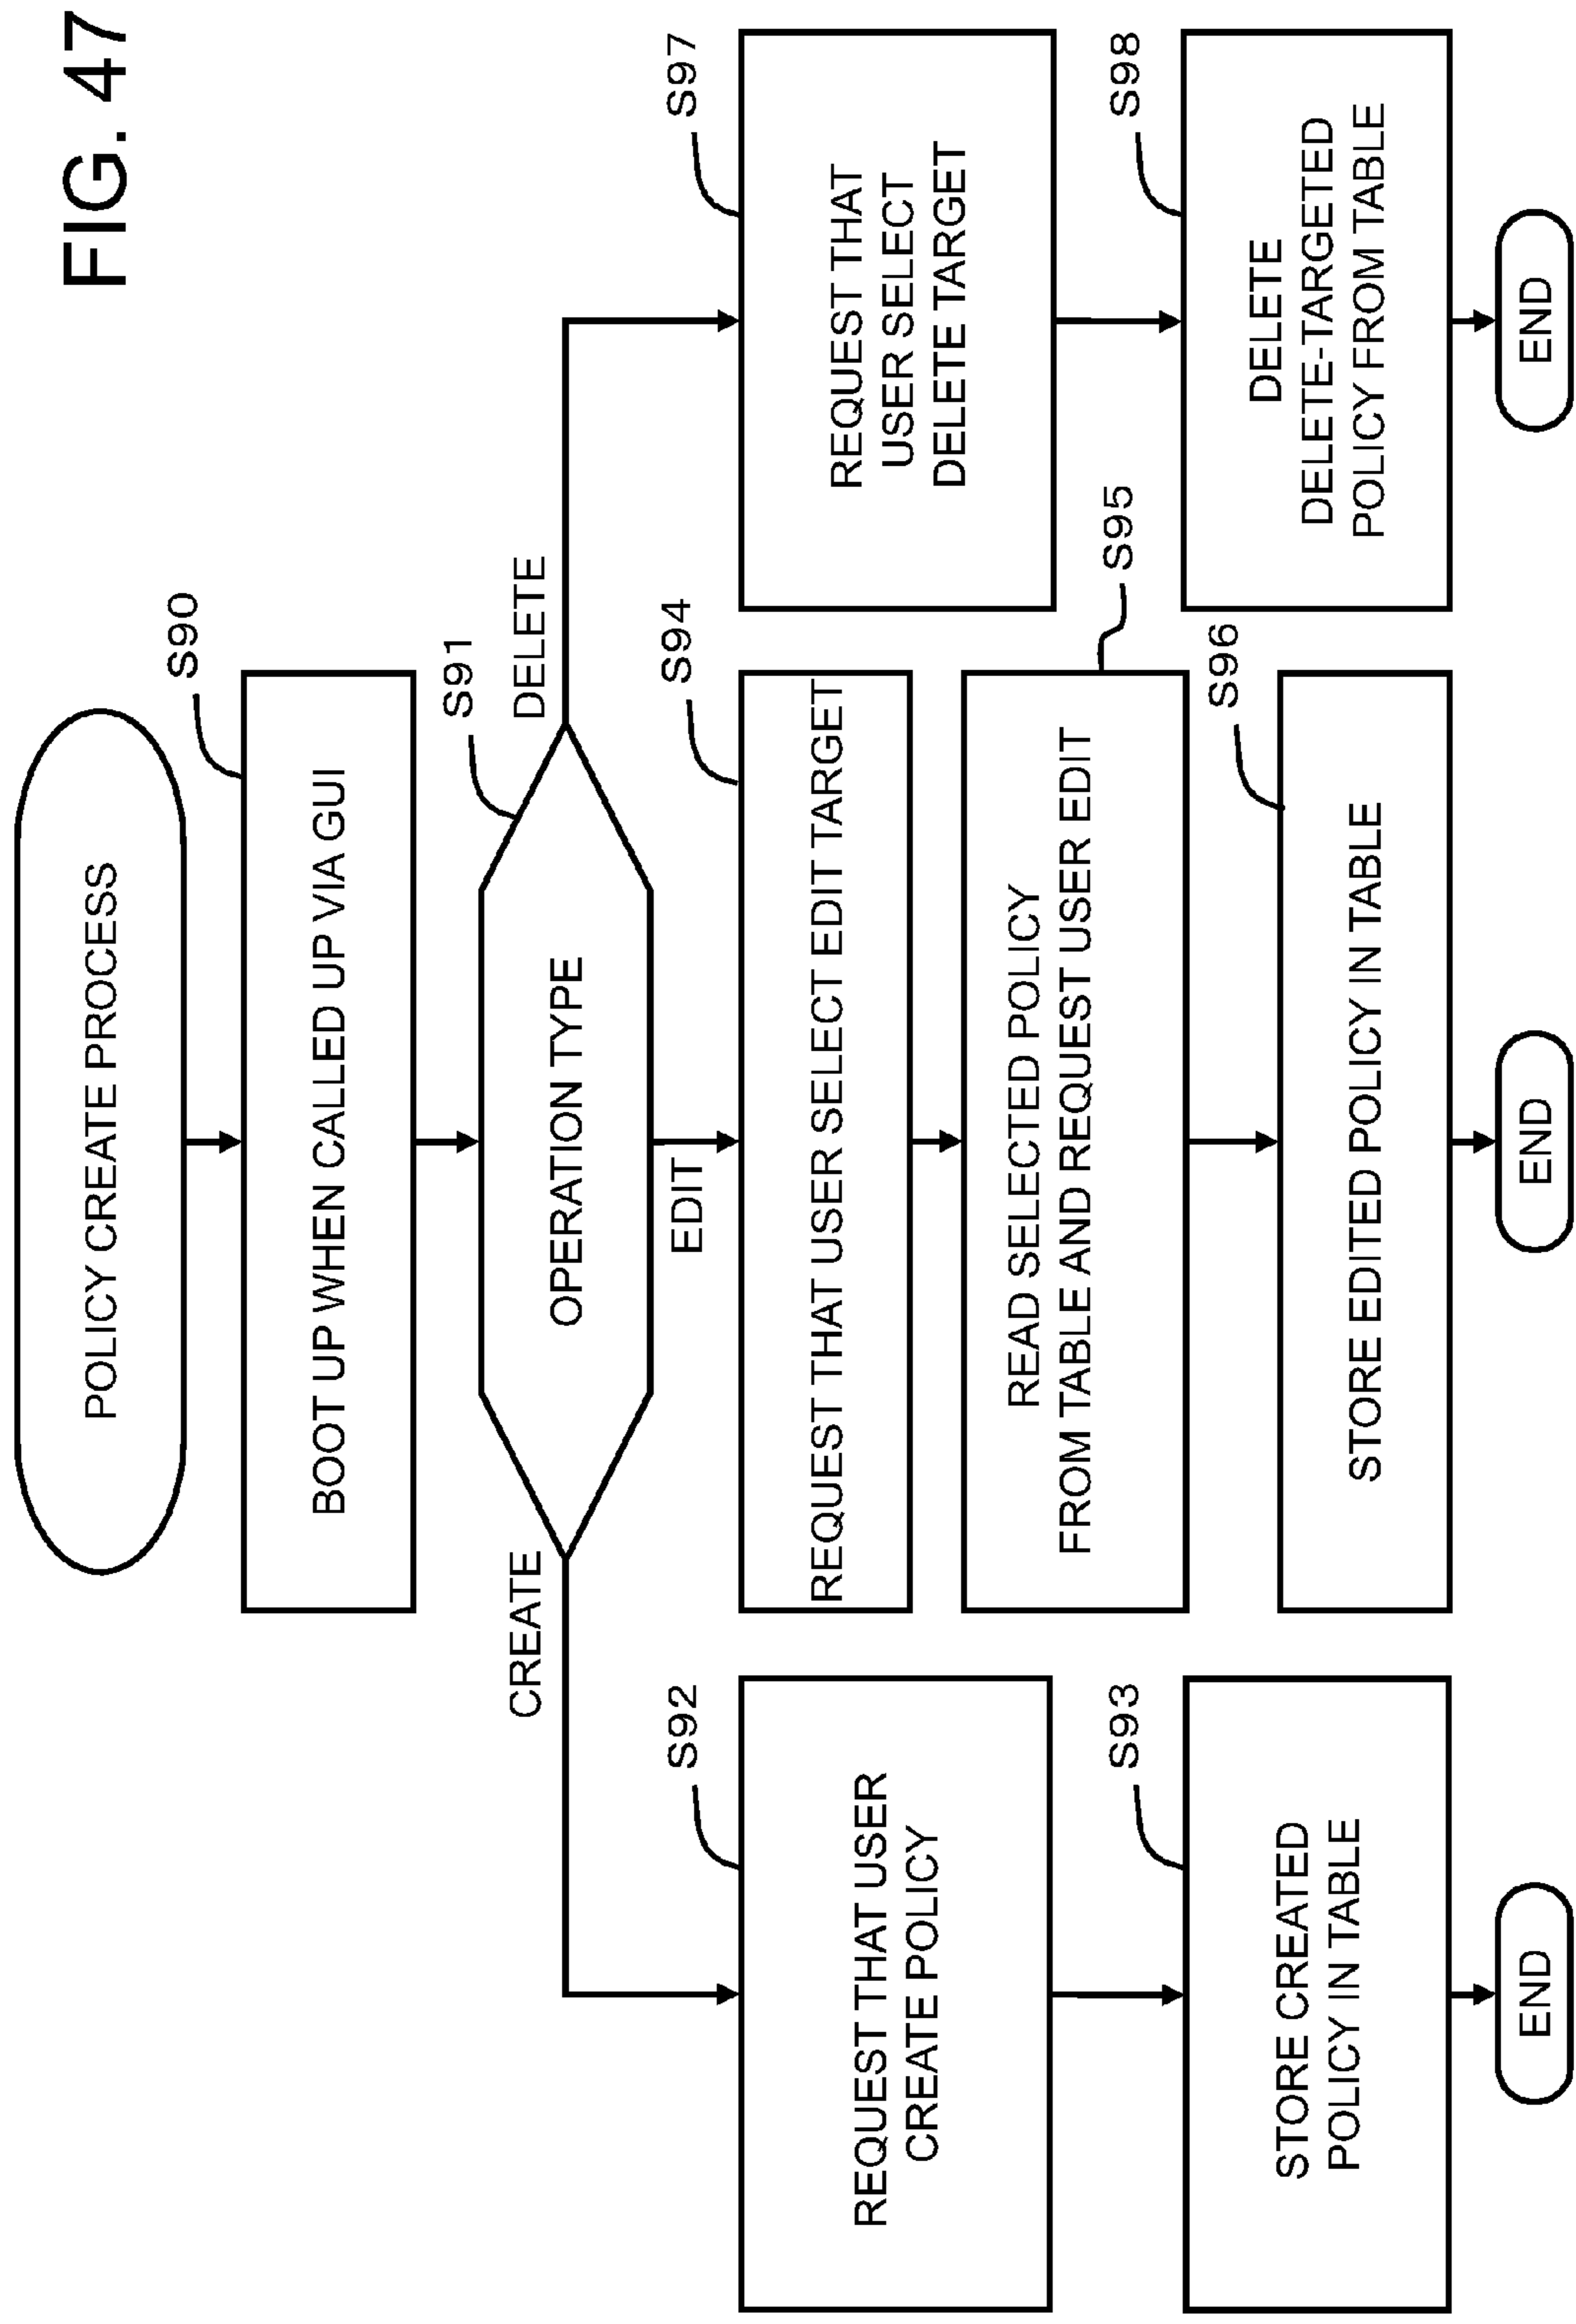 FIG. 47
POLICY CREATE PROCESS
S90
BOOT UP WHEN CALLED UP VIA GUI
S91
OPERATION TYPE
CREATE
EDIT
DELETE
S92
REQUEST THAT USER
CREATE POLICY
S93
STORE CREATED
POLICY IN TABLE
END
S94
REQUEST THAT USER SELECT EDIT TARGET
S95
READ SELECTED POLICY
FROM TABLE AND REQUEST USER EDIT
S96
STORE EDITED POLICY IN TABLE
END
S97
REQUEST THAT
USER SELECT
DELETE TARGET
S98
DELETE
DELETE-TARGETED
POLICY FROM TABLE
END